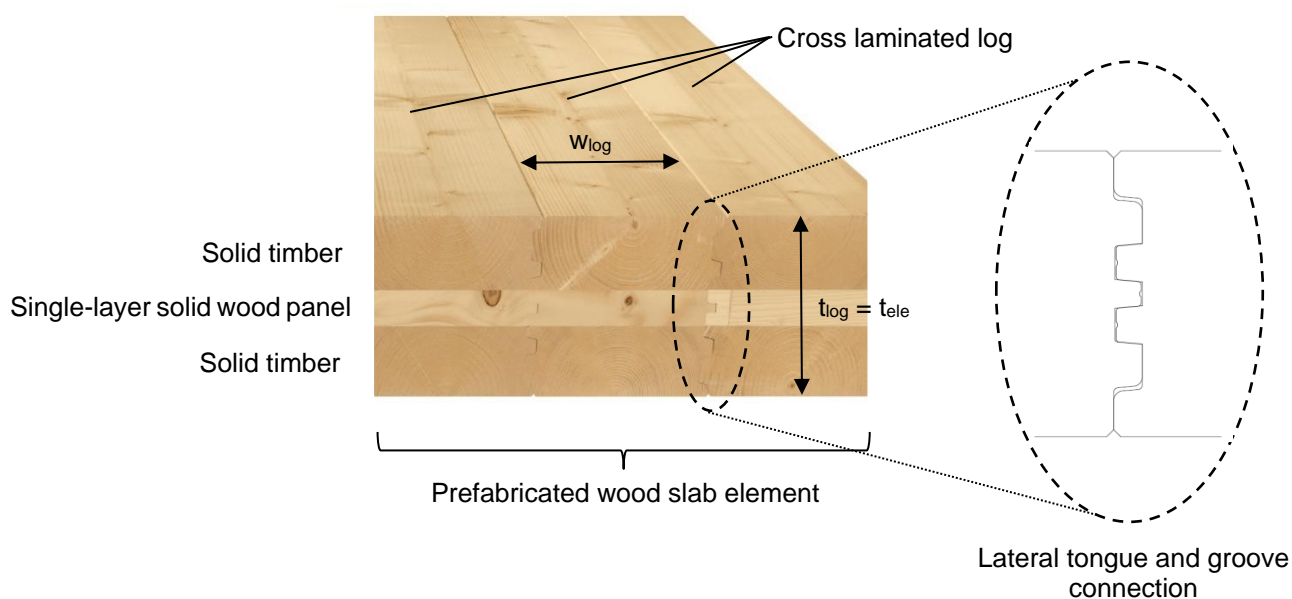 Cross laminated log
wlog
Solid timber
Single-layer solid wood panel
tlog = tele
Solid timber
Prefabricated wood slab element
Lateral tongue and groove
connection